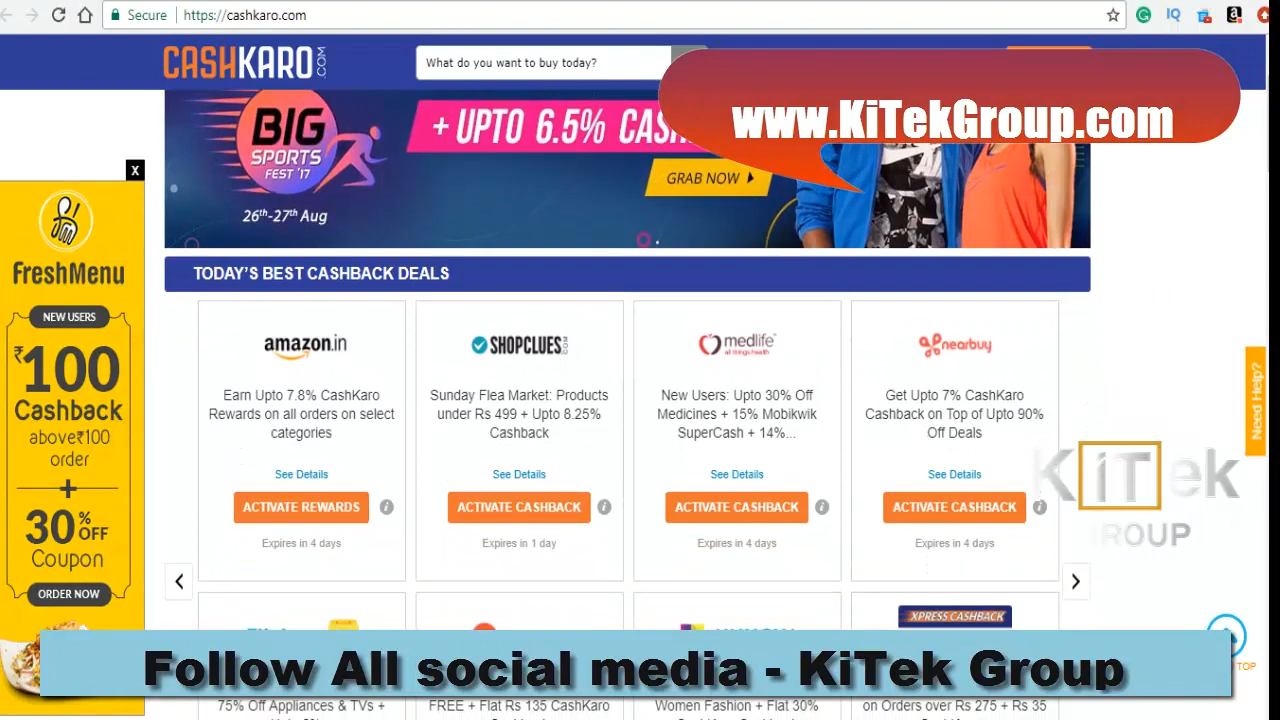 Secure
https://cashkaro.com
CASHKARO.COM
What do you want to buy today?
www.KiTekGroup.com
BIG
SPORTS
FEST '17
26th-27th Aug
+ UPTO 6.5%
GRAB NOW
X
FreshMenu
NEW USERS
₹100
Cashback
above₹100
order
+
30%
OFF
Coupon
ORDER NOW
TODAY'S BEST CASHBACK DEALS
amazon.in
Earn Upto 7.8% CashKaro
Rewards on all orders on select
categories
See Details
ACTIVATE REWARDS
Expires in 4 days
SHOPCLUES.COM
Sunday Flea Market: Products
under Rs 499 + Upto 8.25%
Cashback
See Details
ACTIVATE CASHBACK
Expires in 1 day
medlife
all things health
New Users: Upto 30% Off
Medicines + 15% Mobikwik
SuperCash + 14%...
See Details
ACTIVATE CASHBACK
Expires in 4 days
nearbuy
Get Upto 7% CashKaro
Cashback on Top of Upto 90%
Off Deals
See Details
ACTIVATE CASHBACK
Expires in 4 days
Need Help?
KiTek
GROUP
XPRESS CASHBACK
TOP
Follow All social media - KiTek Group
75% Off Appliances & TVs +
FREE + Flat Rs 135 CashKaro
Women Fashion + Flat 30%
on Orders over Rs 275 + Rs 35